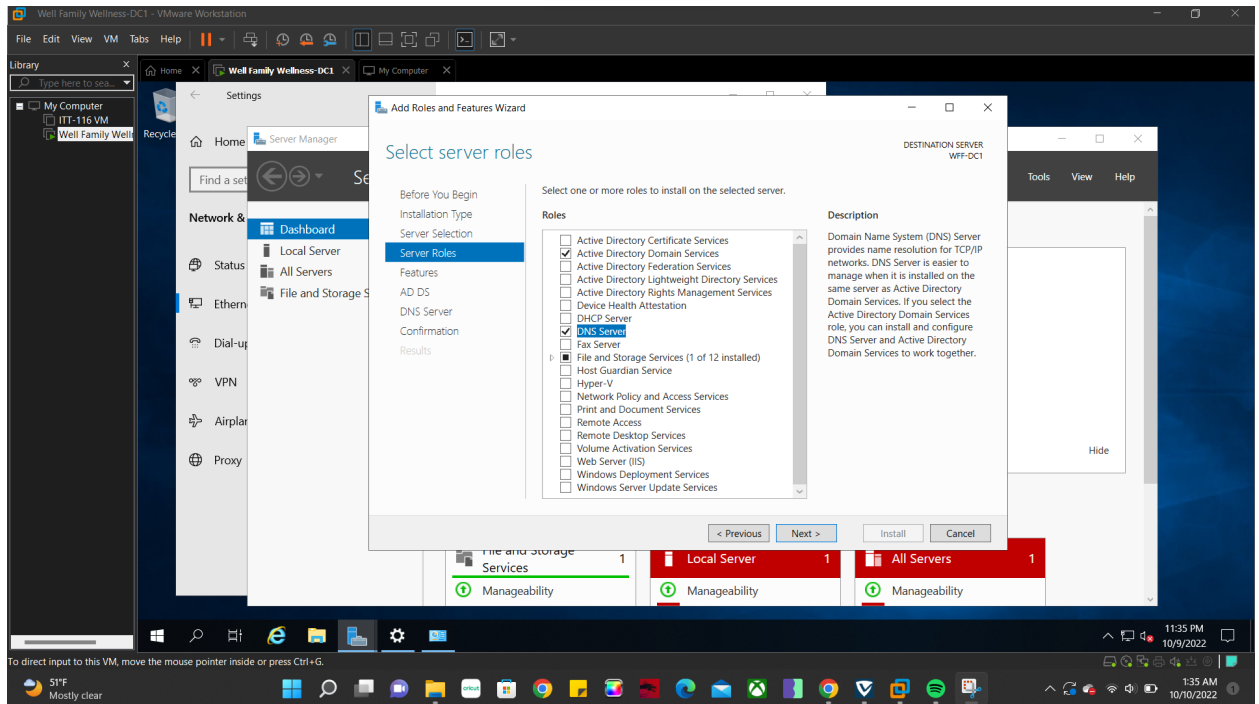 Well Family Wellness-DC1 - VMware Workstation
File Edit View VM Tabs Help
Library
Type here to sea...
My Computer
ITT-116 VM
Well Family Welln
Home
Well Family Wellness-DC1
My Computer
Recycle
Settings
Home
Find a set
Network &
Status
Ethern
Dial-up
VPN
Airplan
Proxy
Server Manager
Se
Tools View Help
Dashboard
Local Server
All Servers
File and Storage S
Hide
Add Roles and Features Wizard
Select server roles
DESTINATION SERVER
WFF-DC1
Before You Begin
Installation Type
Server Selection
Server Roles
Features
AD DS
DNS Server
Confirmation
Results
Select one or more roles to install on the selected server.
Roles
Active Directory Certificate Services
Active Directory Domain Services
Active Directory Federation Services
Active Directory Lightweight Directory Services
Active Directory Rights Management Services
Device Health Attestation
DHCP Server
DNS Server
Fax Server
File and Storage Services (1 of 12 installed)
Host Guardian Service
Hyper-V
Network Policy and Access Services
Print and Document Services
Remote Access
Remote Desktop Services
Volume Activation Services
Web Server (IIS)
Windows Deployment Services
Windows Server Update Services
Description
Domain Name System (DNS) Server
provides name resolution for TCP/IP
networks. DNS Server is easier to
manage when it is installed on the
same server as Active Directory
Domain Services. If you select the
Active Directory Domain Services
role, you can install and configure
DNS Server and Active Directory
Domain Services to work together.
< Previous Next > Install Cancel
File and Storage
Services
1
Manageability
Local Server 1
Manageability
All Servers 1
Manageability
11:35 PM
10/9/2022
To direct input to this VM, move the mouse pointer inside or press Ctrl+G.
51°F
Mostly clear
cricut
1:35 AM
10/10/2022
1